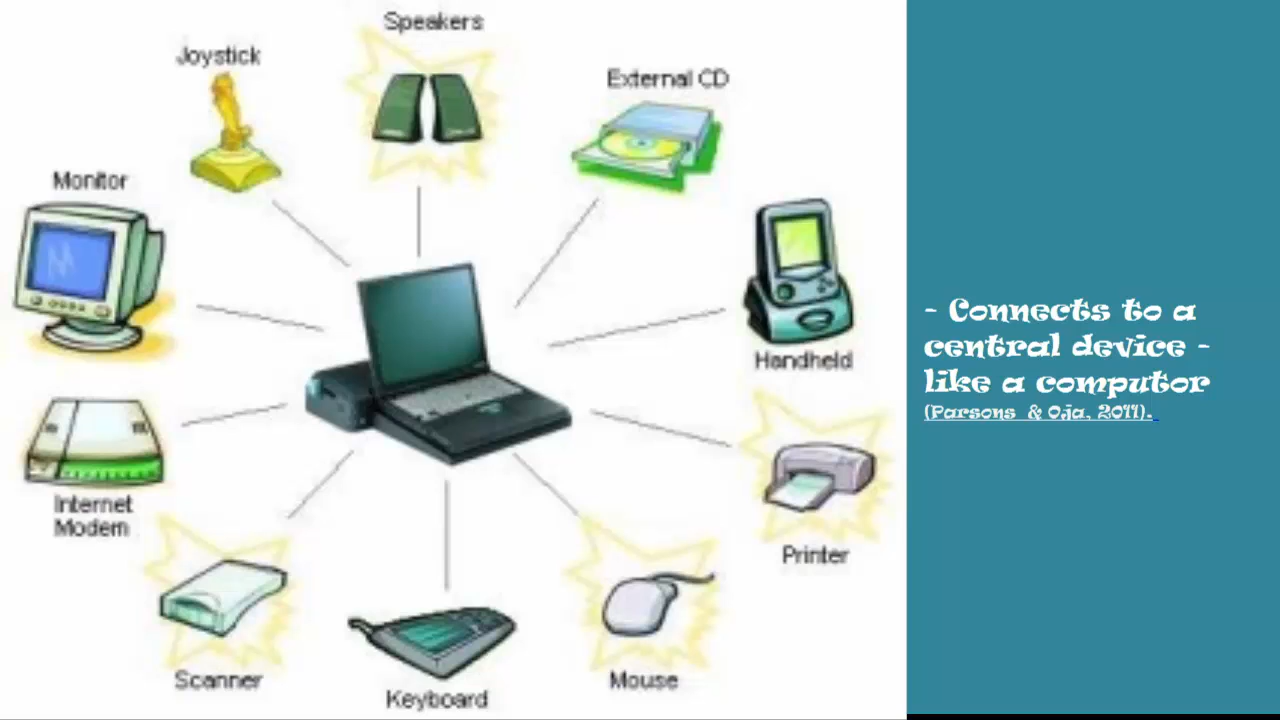 Speakers
Joystick
External CD
Monitor
Handheld
Internet
Modem
Printer
Scanner
Mouse
Keyboard
- Connects to a
central device -
like a computor
(Parsons & Oja, 2011).